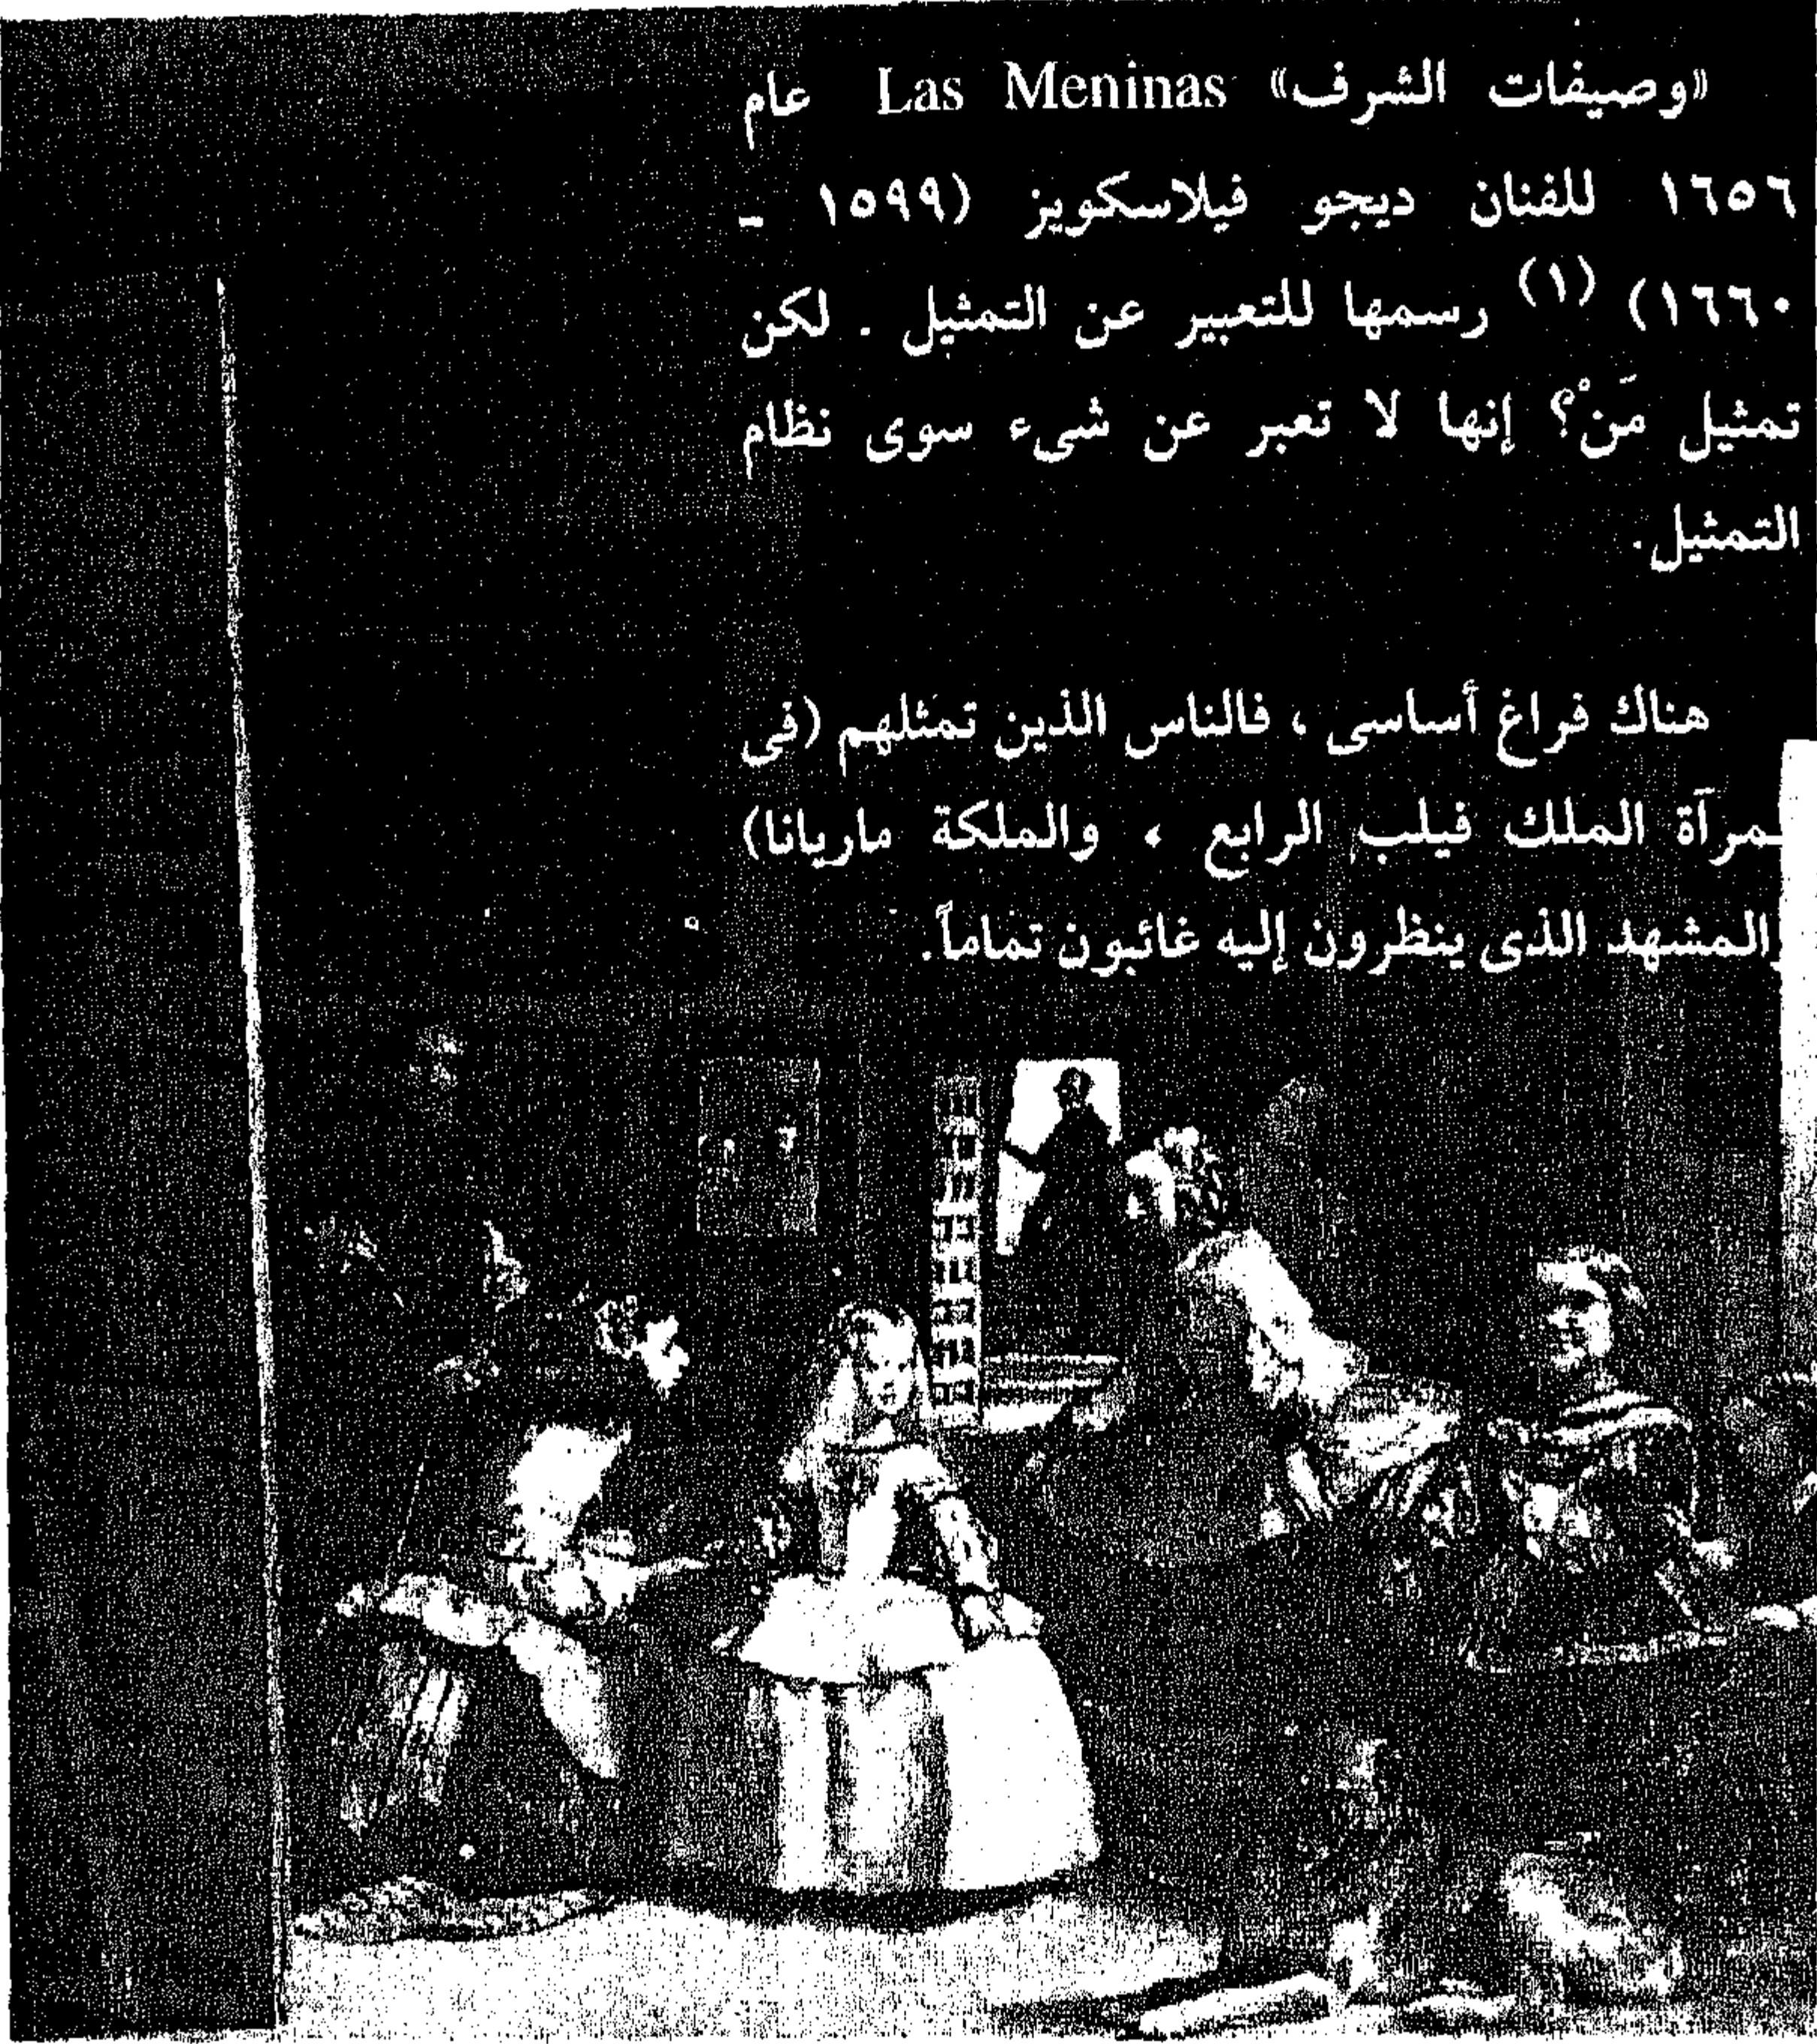 «وصيفات الشرف» Las Meninas عام
١٦٥٦ للفنان ديجو فيلاسكويز (١٥٩٩ -
١٦٦٠) (١) رسمها للتعبير عن التمثيل . لكن
تمثيل مَنْ؟ إنها لا تعبر عن شىء سوى نظام
التمثيل.
هناك فراغ أساسى ، فالناس الذين تمثلهم (فى
مرآة الملك فيلب الرابع ، والملكة ماريانا)
والمشهد الذى ينظرون إليه غائبون تماماً.